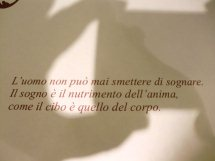 L'uomo non può mai smettere di sognare.
Il sogno è il nutrimento dell'anima,
come il cibo è quello del corpo.